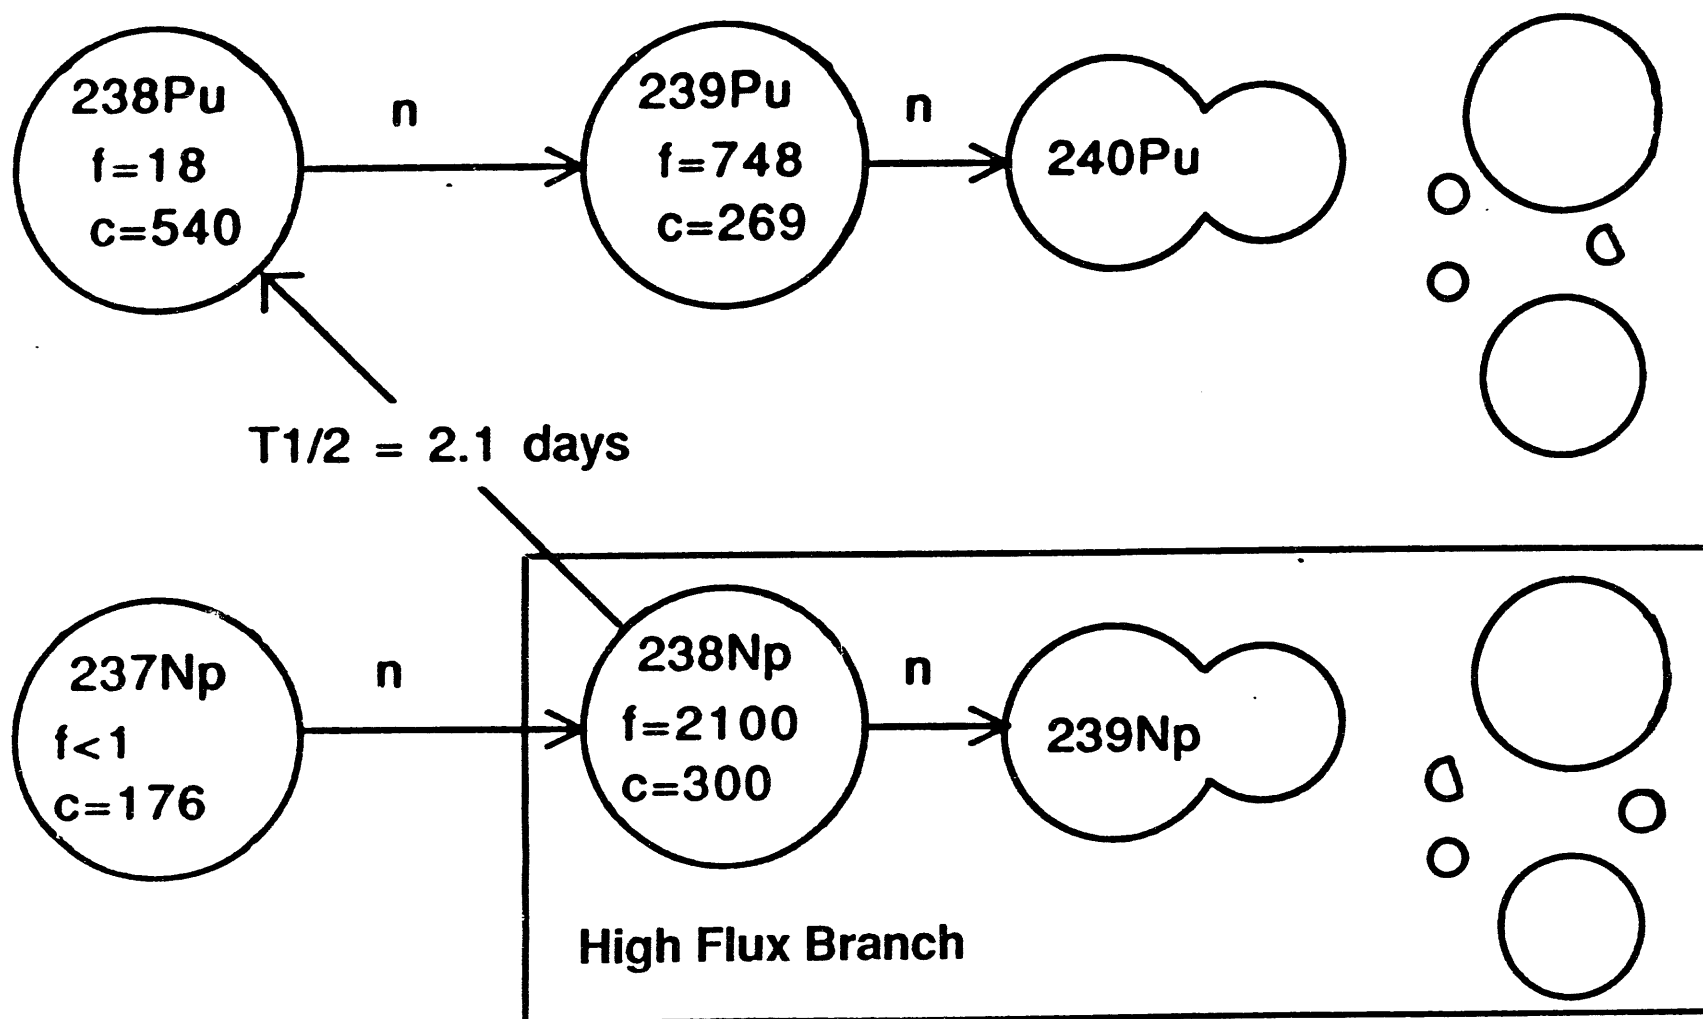 238Pu
f=18
c=540
n
239Pu
f=748
c=269
n
240Pu
T1/2 = 2.1 days
237Np
f<1
c=176
n
238Np
f=2100
c=300
n
239Np
High Flux Branch